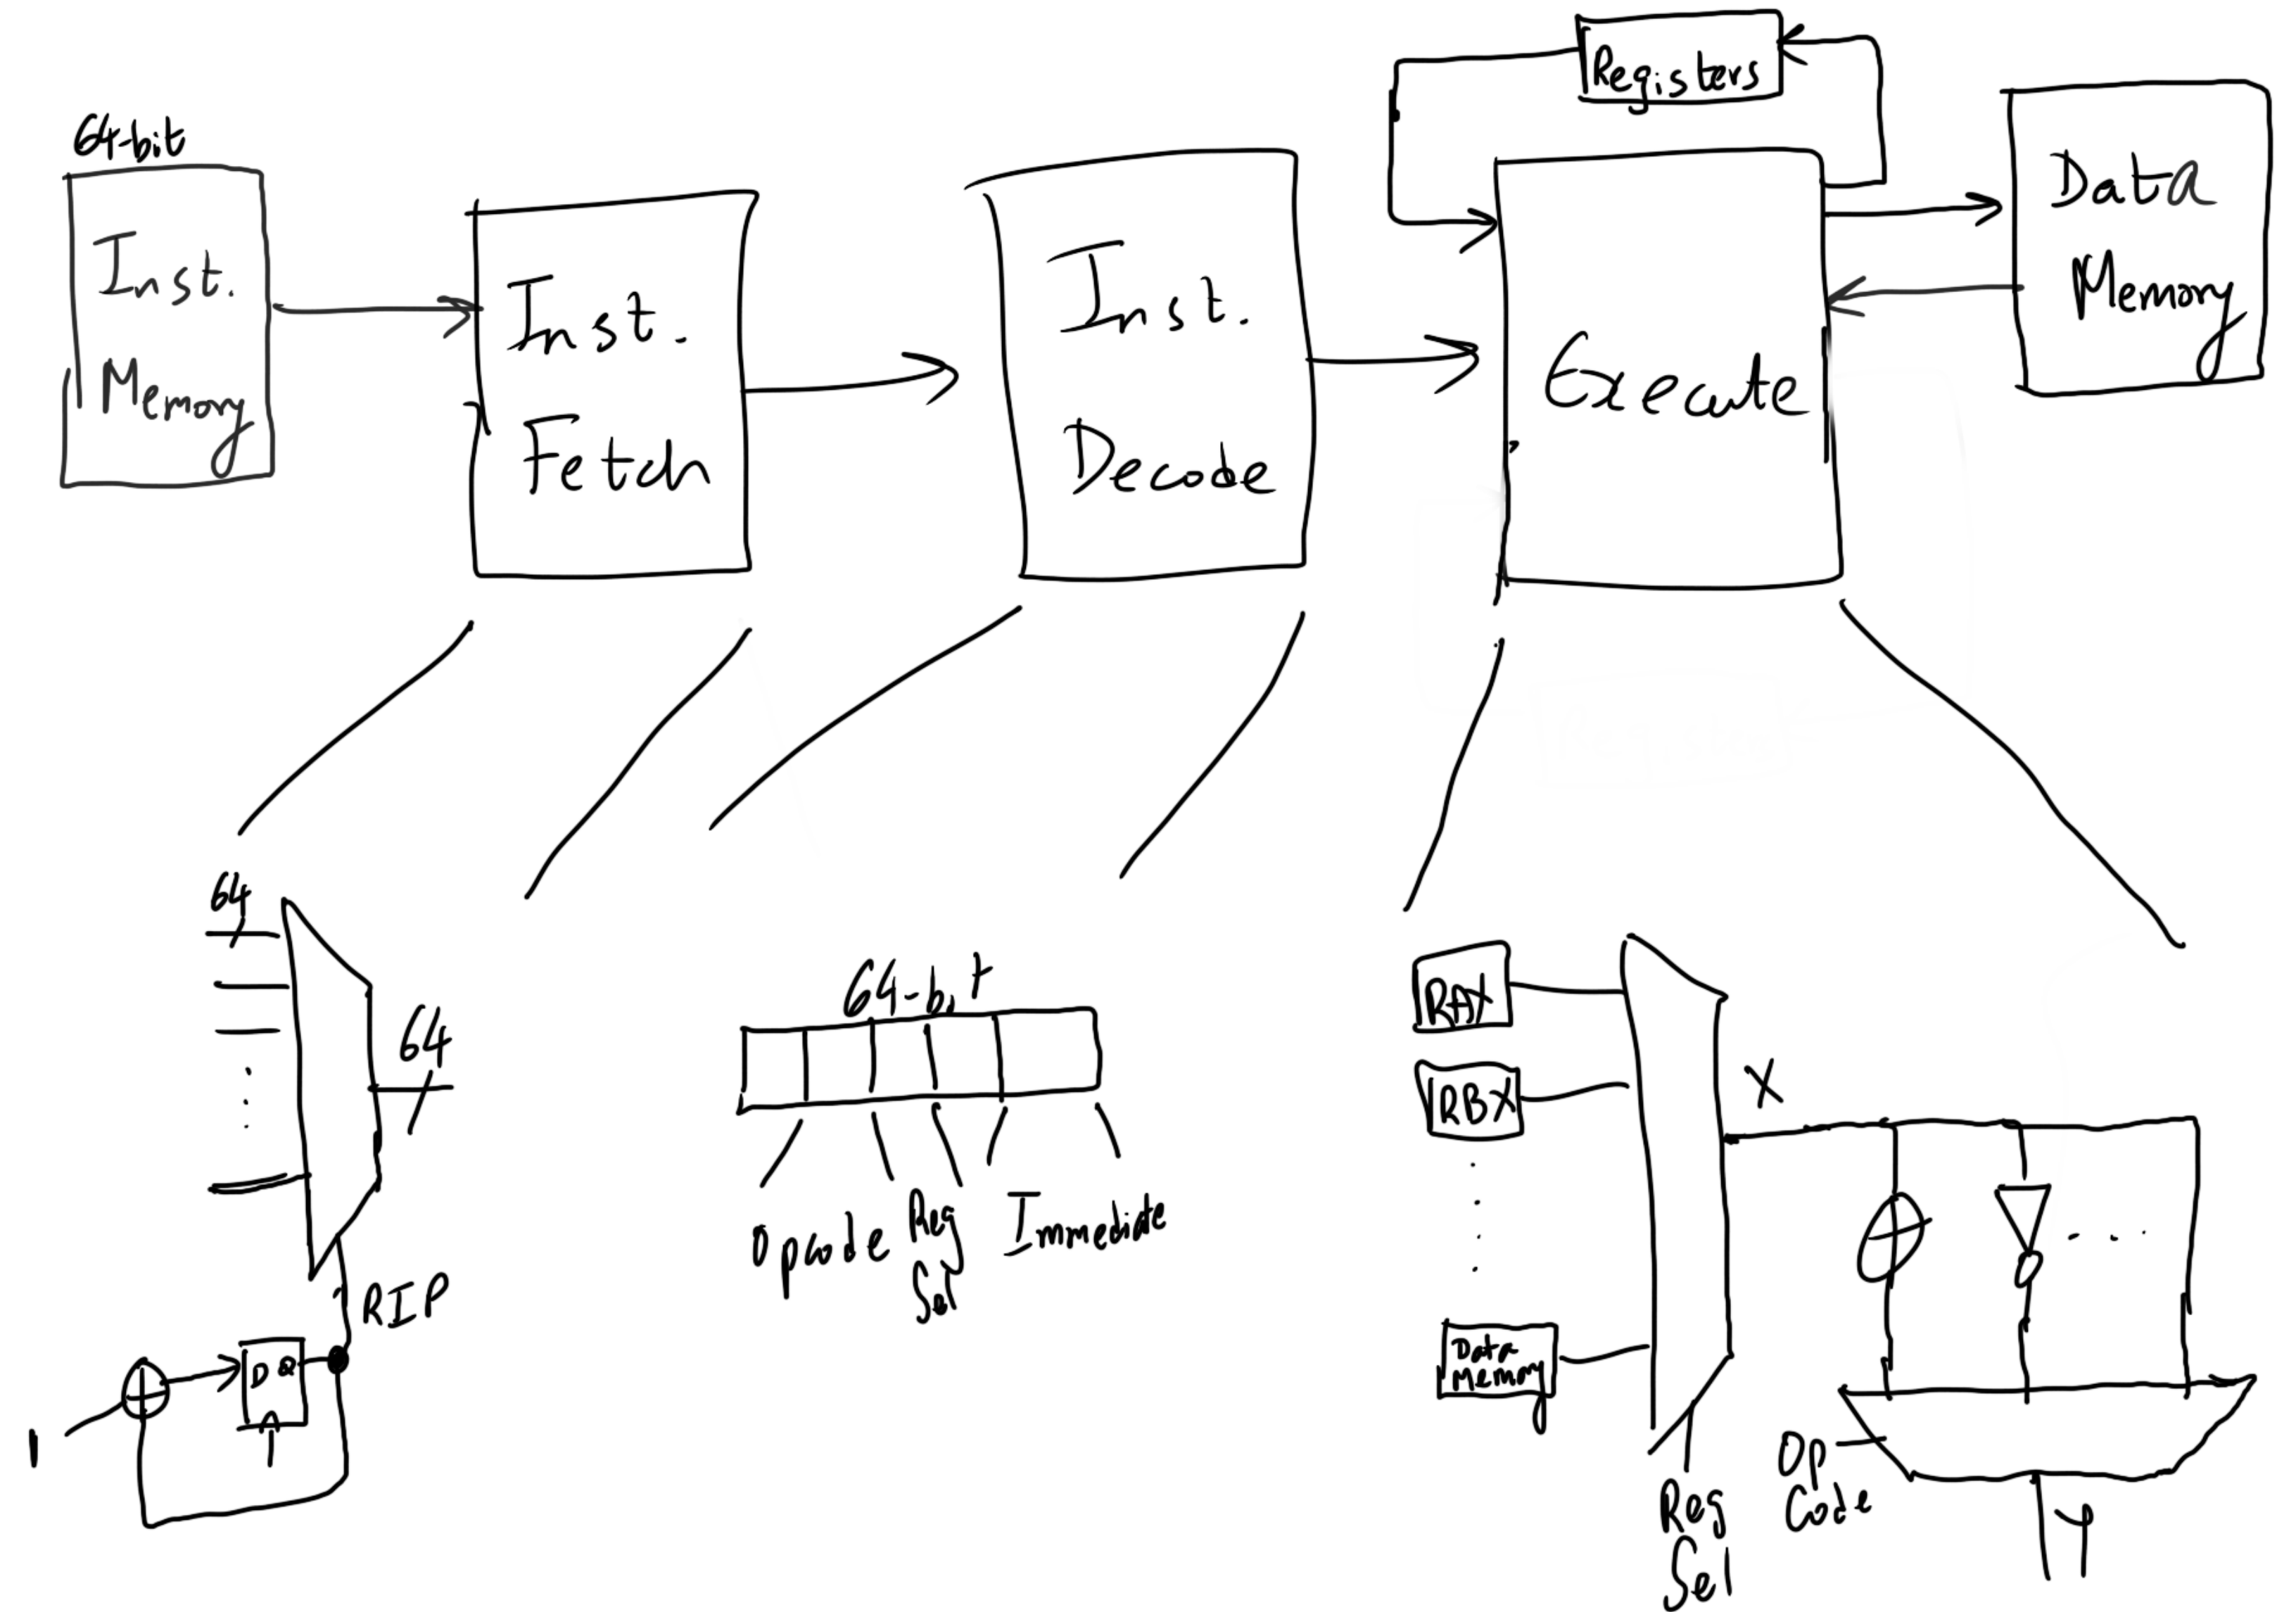 Registers
64-bit
Inst.
Memory
Inst.
Fetch
Inst.
Decode
Execute
Data
Memory
64
64
RIP
D Q
1
64-bit
Opcode
Reg
Sel
Immediate
RAX
RBX
Data
Memory
Reg
Sel
X
Op
Code
Y